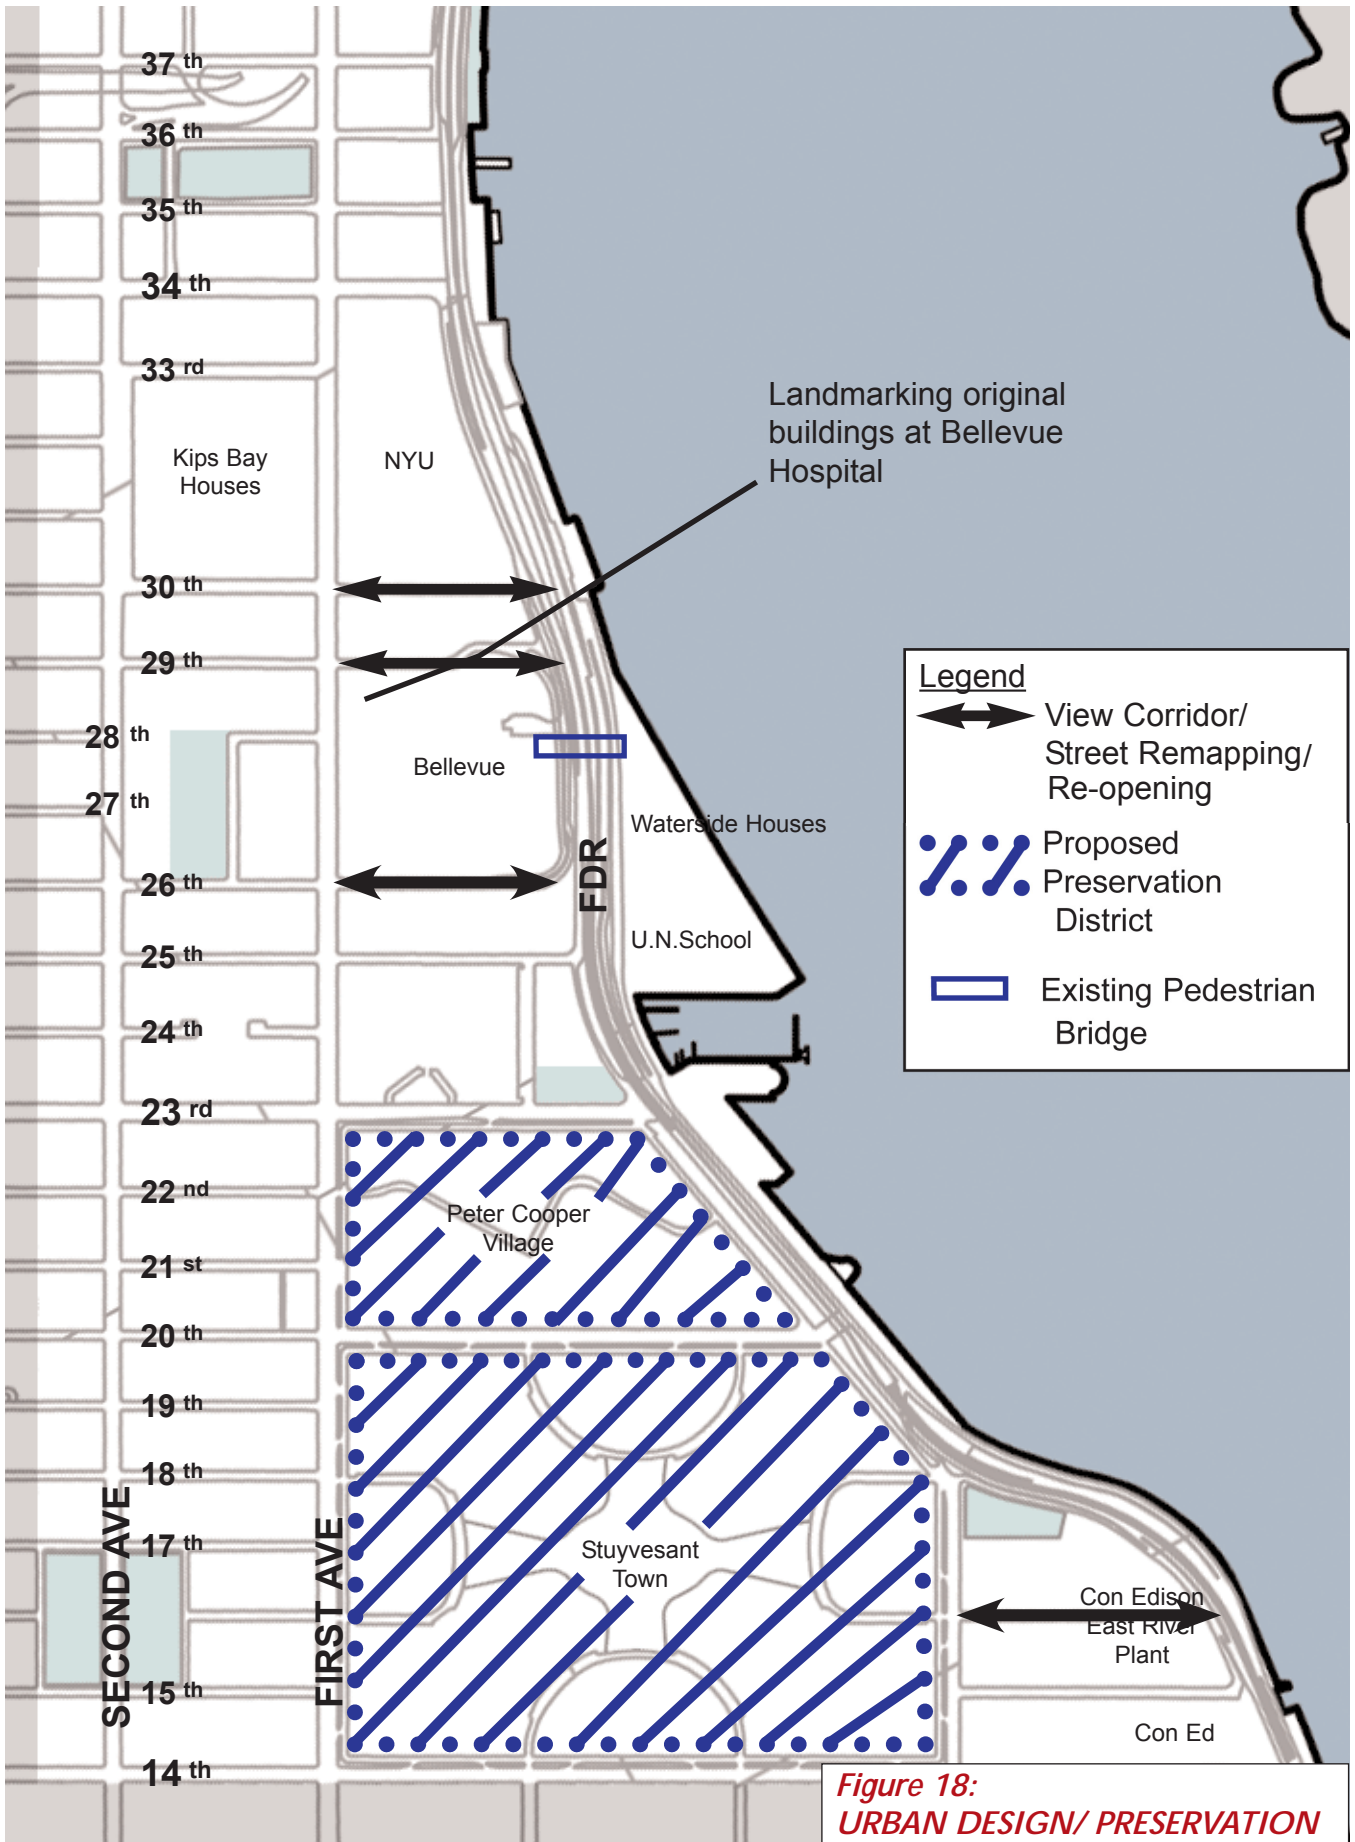 37 th
36 th
35 th
34 th
33 rd
Landmarking original
buildings at Bellevue
Hospital
Kips Bay
Houses
NYU
30 th
29 th
28 th
27 th
26 th
25 th
24 th
23 rd
22 nd
21 st
20 th
19 th
18 th
17 th
15 th
14 th
Bellevue
Waterside Houses
FDR
U.N.School
Legend
View Corridor/
Street Remapping/
Re-opening
Proposed
Preservation
District
Existing Pedestrian
Bridge
Peter Cooper
Village
Stuyvesant
Town
SECOND AVE
FIRST AVE
Con Edison
East River
Plant
Con Ed
Figure 18:
URBAN DESIGN/ PRESERVATION